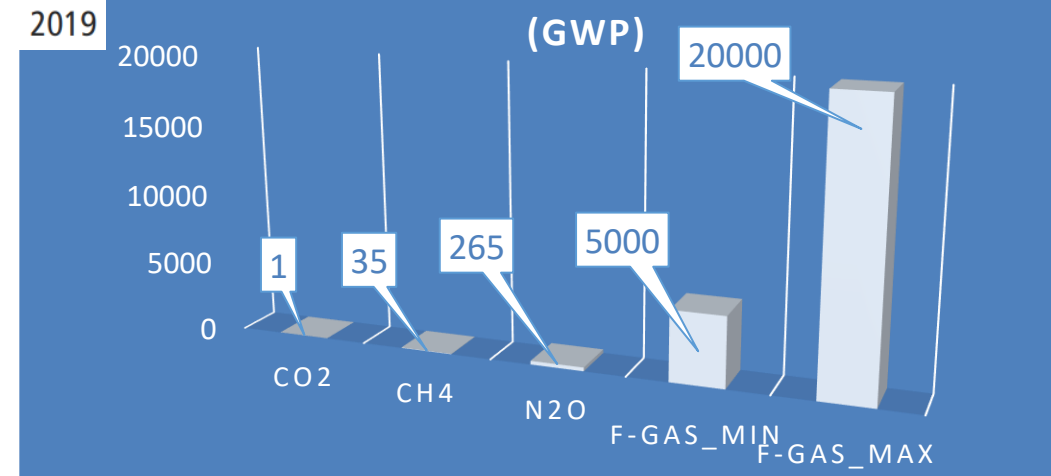 2019
(GWP)
20000
15000
10000
5000
0
1
35
265
5000
20000
CO2
CH4
N2O
F-GAS_MIN
F-GAS_MAX